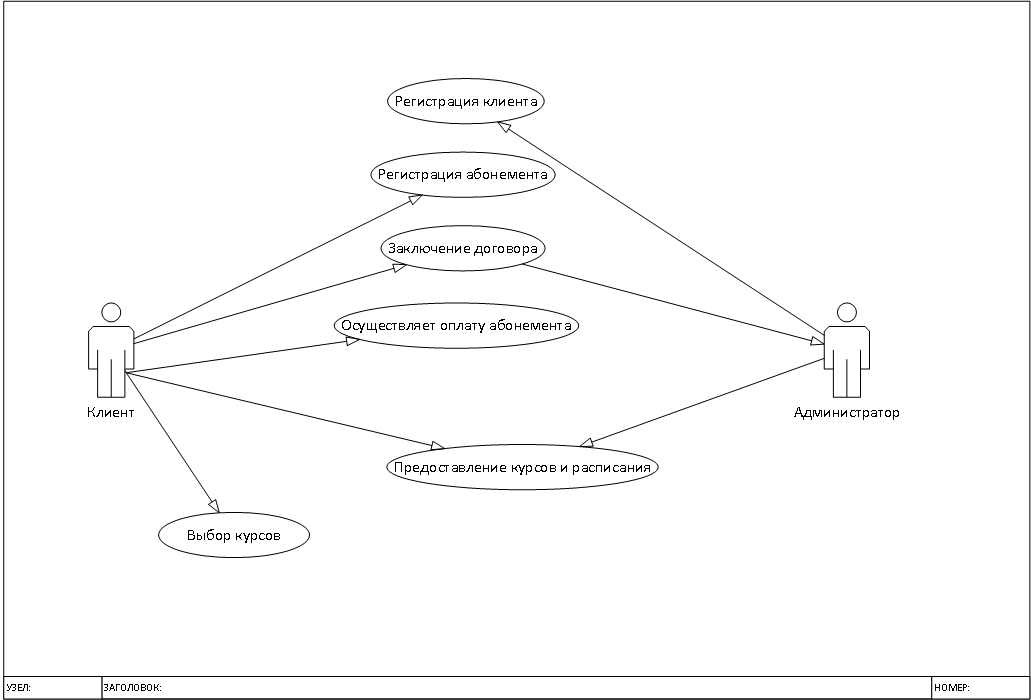 Регистрация клиента
Регистрация абонемента
Заключение договора
Осуществляет оплату абонемента
Клиент
Администратор
Предоставление курсов и расписания
Выбор курсов
УЗЕЛ:
ЗАГОЛОВОК:
НОМЕР: